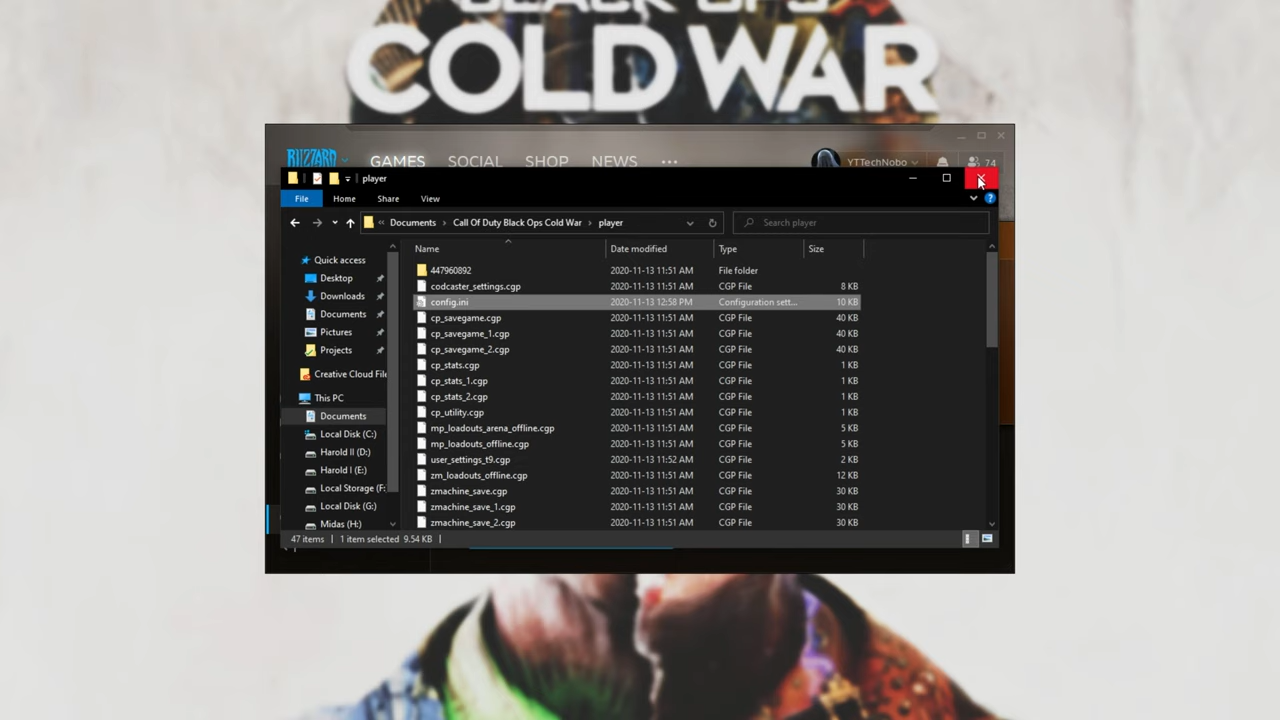 BLACK OPS
COLD WAR
BLIZZARD GAMES SOCIAL SHOP NEWS ••• YTTechNobo 74
player
File Home Share View
« Documents › Call Of Duty Black Ops Cold War › player Search player
Name Date modified Type Size
Quick access
Desktop
Downloads
Documents
Pictures
Projects
Creative Cloud File
This PC
Documents
Local Disk (C:)
Harold II (D:)
Harold I (E:)
Local Storage (F:
Local Disk (G:)
Midas (H:)
447960892 2020-11-13 11:51 AM File folder
codcaster_settings.cgp 2020-11-13 11:51 AM CGP File 8 KB
config.ini 2020-11-13 12:58 PM Configuration sett... 10 KB
cp_savegame.cgp 2020-11-13 11:51 AM CGP File 40 KB
cp_savegame_1.cgp 2020-11-13 11:51 AM CGP File 40 KB
cp_savegame_2.cgp 2020-11-13 11:51 AM CGP File 40 KB
cp_stats.cgp 2020-11-13 11:51 AM CGP File 1 KB
cp_stats_1.cgp 2020-11-13 11:51 AM CGP File 1 KB
cp_stats_2.cgp 2020-11-13 11:51 AM CGP File 1 KB
cp_utility.cgp 2020-11-13 11:51 AM CGP File 1 KB
mp_loadouts_arena_offline.cgp 2020-11-13 11:51 AM CGP File 5 KB
mp_loadouts_offline.cgp 2020-11-13 11:51 AM CGP File 5 KB
user_settings_t9.cgp 2020-11-13 11:52 AM CGP File 2 KB
zm_loadouts_offline.cgp 2020-11-13 11:51 AM CGP File 12 KB
zmachine_save.cgp 2020-11-13 11:51 AM CGP File 30 KB
zmachine_save_1.cgp 2020-11-13 11:51 AM CGP File 30 KB
zmachine_save_2.cgp 2020-11-13 11:51 AM CGP File 30 KB
47 items 1 item selected 9.54 KB